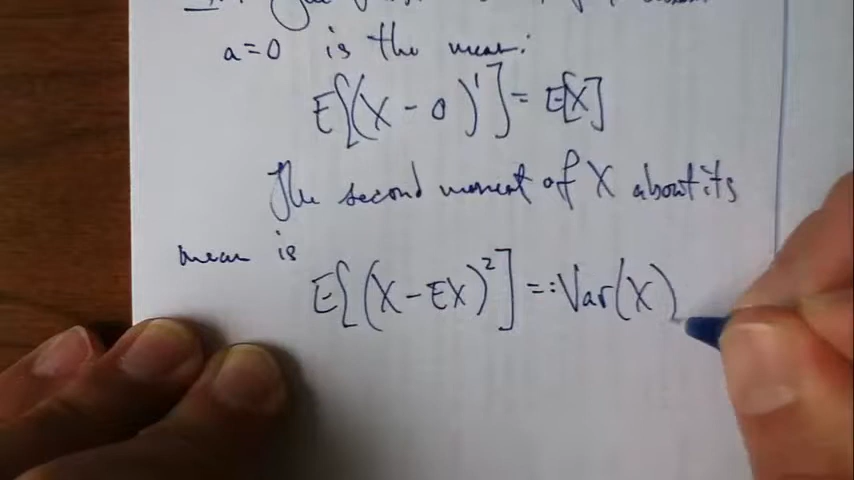 a=0 is the mean:
E[(X - 0)^1] = E[X]
The second moment of X about its
mean is
E[(X - EX)^2] =: Var(X)